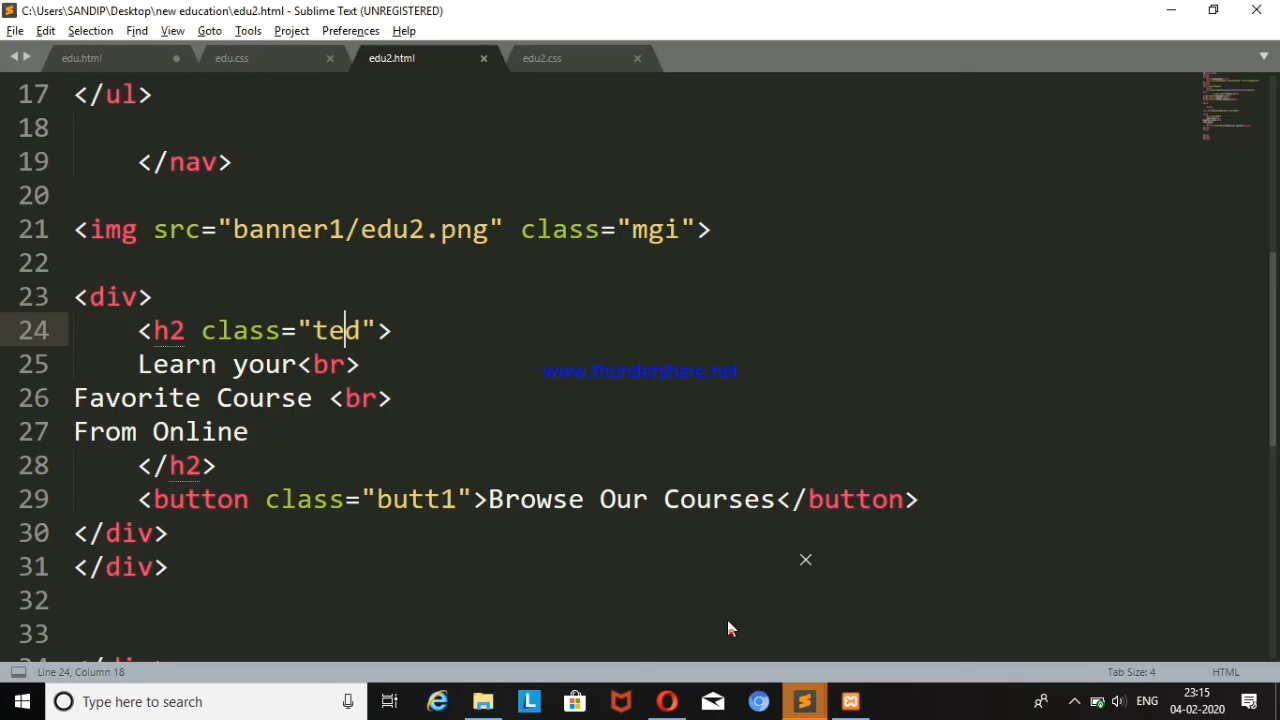 C:\Users\SANDIP\Desktop\new education\edu2.html - Sublime Text (UNREGISTERED)
File Edit Selection Find View Goto Tools Project Preferences Help
edu.html edu.css edu2.html edu2.css
17 </ul>
18
19 </nav>
20
21 <img src="banner1/edu2.png" class="mgi">
22
23 <div>
24 <h2 class="ted">
25 Learn your<br>
www.thundershare.net
26 Favorite Course <br>
27 From Online
28 </h2>
29 <button class="butt1">Browse Our Courses</button>
30 </div>
31 </div>
32
33
Line 24, Column 18 Tab Size: 4 HTML
Type here to search ENG 23:15
04-02-2020